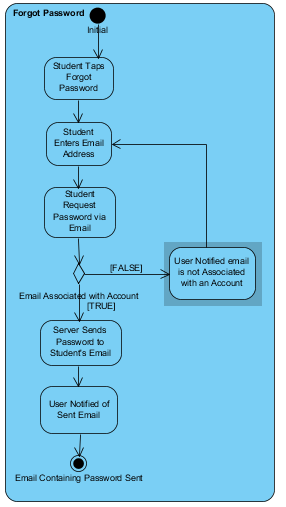 Forgot Password
Initial
Student Taps
Forgot
Password
Student
Enters Email
Address
Student
Request
Password via
Email
[FALSE]
User Notified email
is not Associated
with an Account
Email Associated with Account
[TRUE]
Server Sends
Password to
Student's Email
User Notified of
Sent Email
Email Containing Password Sent